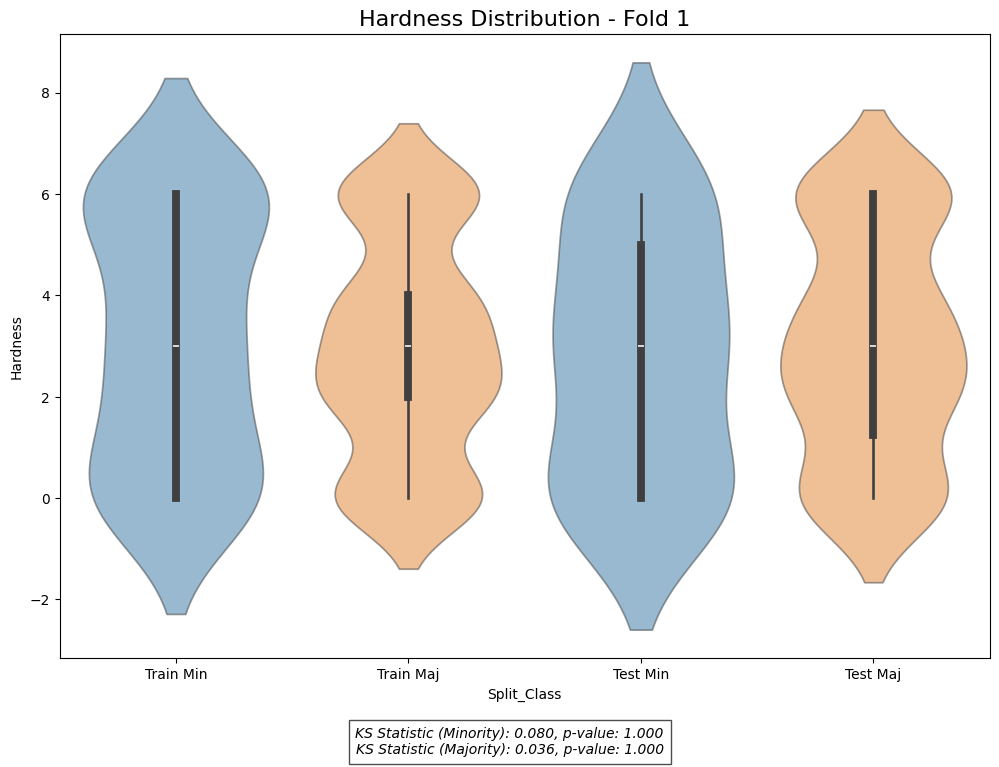 Hardness Distribution - Fold 1
8
6
4
2
0
−2
Hardness
Train Min
Train Maj
Test Min
Test Maj
Split_Class
KS Statistic (Minority): 0.080, p-value: 1.000
KS Statistic (Majority): 0.036, p-value: 1.000